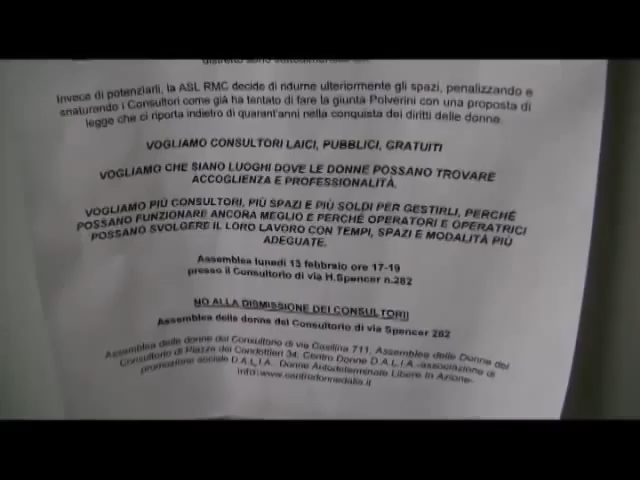 Invece di potenziarli, la ASL RMC decide di ridurne ulteriormente gli spazi, penalizzando e
snaturando i Consultori come già ha tentato di fare la giunta Polverini con una proposta di
legge che ci riporta indietro di quarant'anni nella conquista dei diritti delle donne.
VOGLIAMO CONSULTORI LAICI, PUBBLICI, GRATUITI
VOGLIAMO CHE SIANO LUOGHI DOVE LE DONNE POSSANO TROVARE
ACCOGLIENZA E PROFESSIONALITÀ.
VOGLIAMO PIÙ CONSULTORI, PIÙ SPAZI E PIÙ SOLDI PER GESTIRLI, PERCHÉ
POSSANO FUNZIONARE ANCORA MEGLIO E PERCHÉ OPERATORI E OPERATRICI
POSSANO SVOLGERE IL LORO LAVORO CON TEMPI, SPAZI E MODALITÀ PIÙ
ADEGUATE.
Assemblea lunedì 13 febbraio ore 17-19
presso il Consultorio di via H.Spencer n.282
NO ALLA DISMISSIONE DEI CONSULTORI!
Assemblea delle donne del Consultorio di via Spencer 282
Assemblea delle donne del Consultorio di via Casilina 711, Assemblea delle Donne del
Consultorio di Piazza dei Condottieri 34, Centro Donne D.A.L.I.A.-associazione di
promozione sociale D.A.L.I.A. Donne Autodeterminate Libere In Azione-
info:www.centrodonnedalia.it